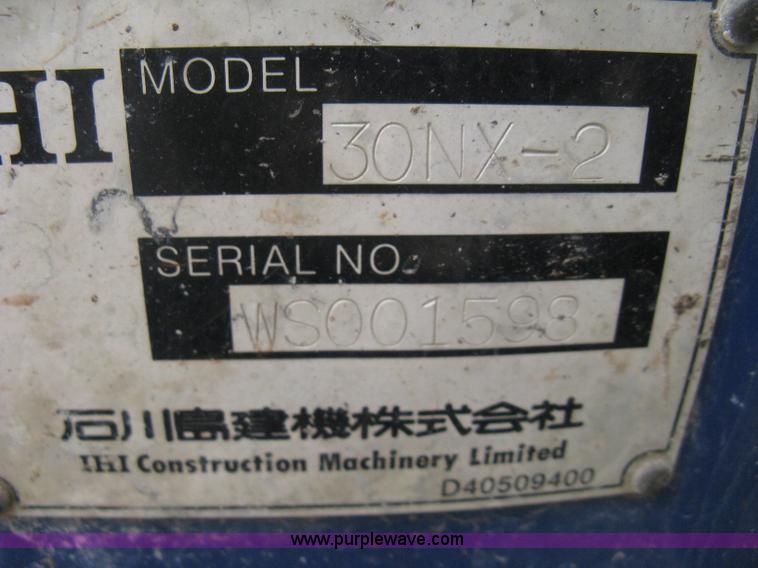 IHI
MODEL
30NX-2
SERIAL NO.
WS001598
石川島建機株式会社
IHI Construction Machinery Limited
D40509400
www.purplewave.com